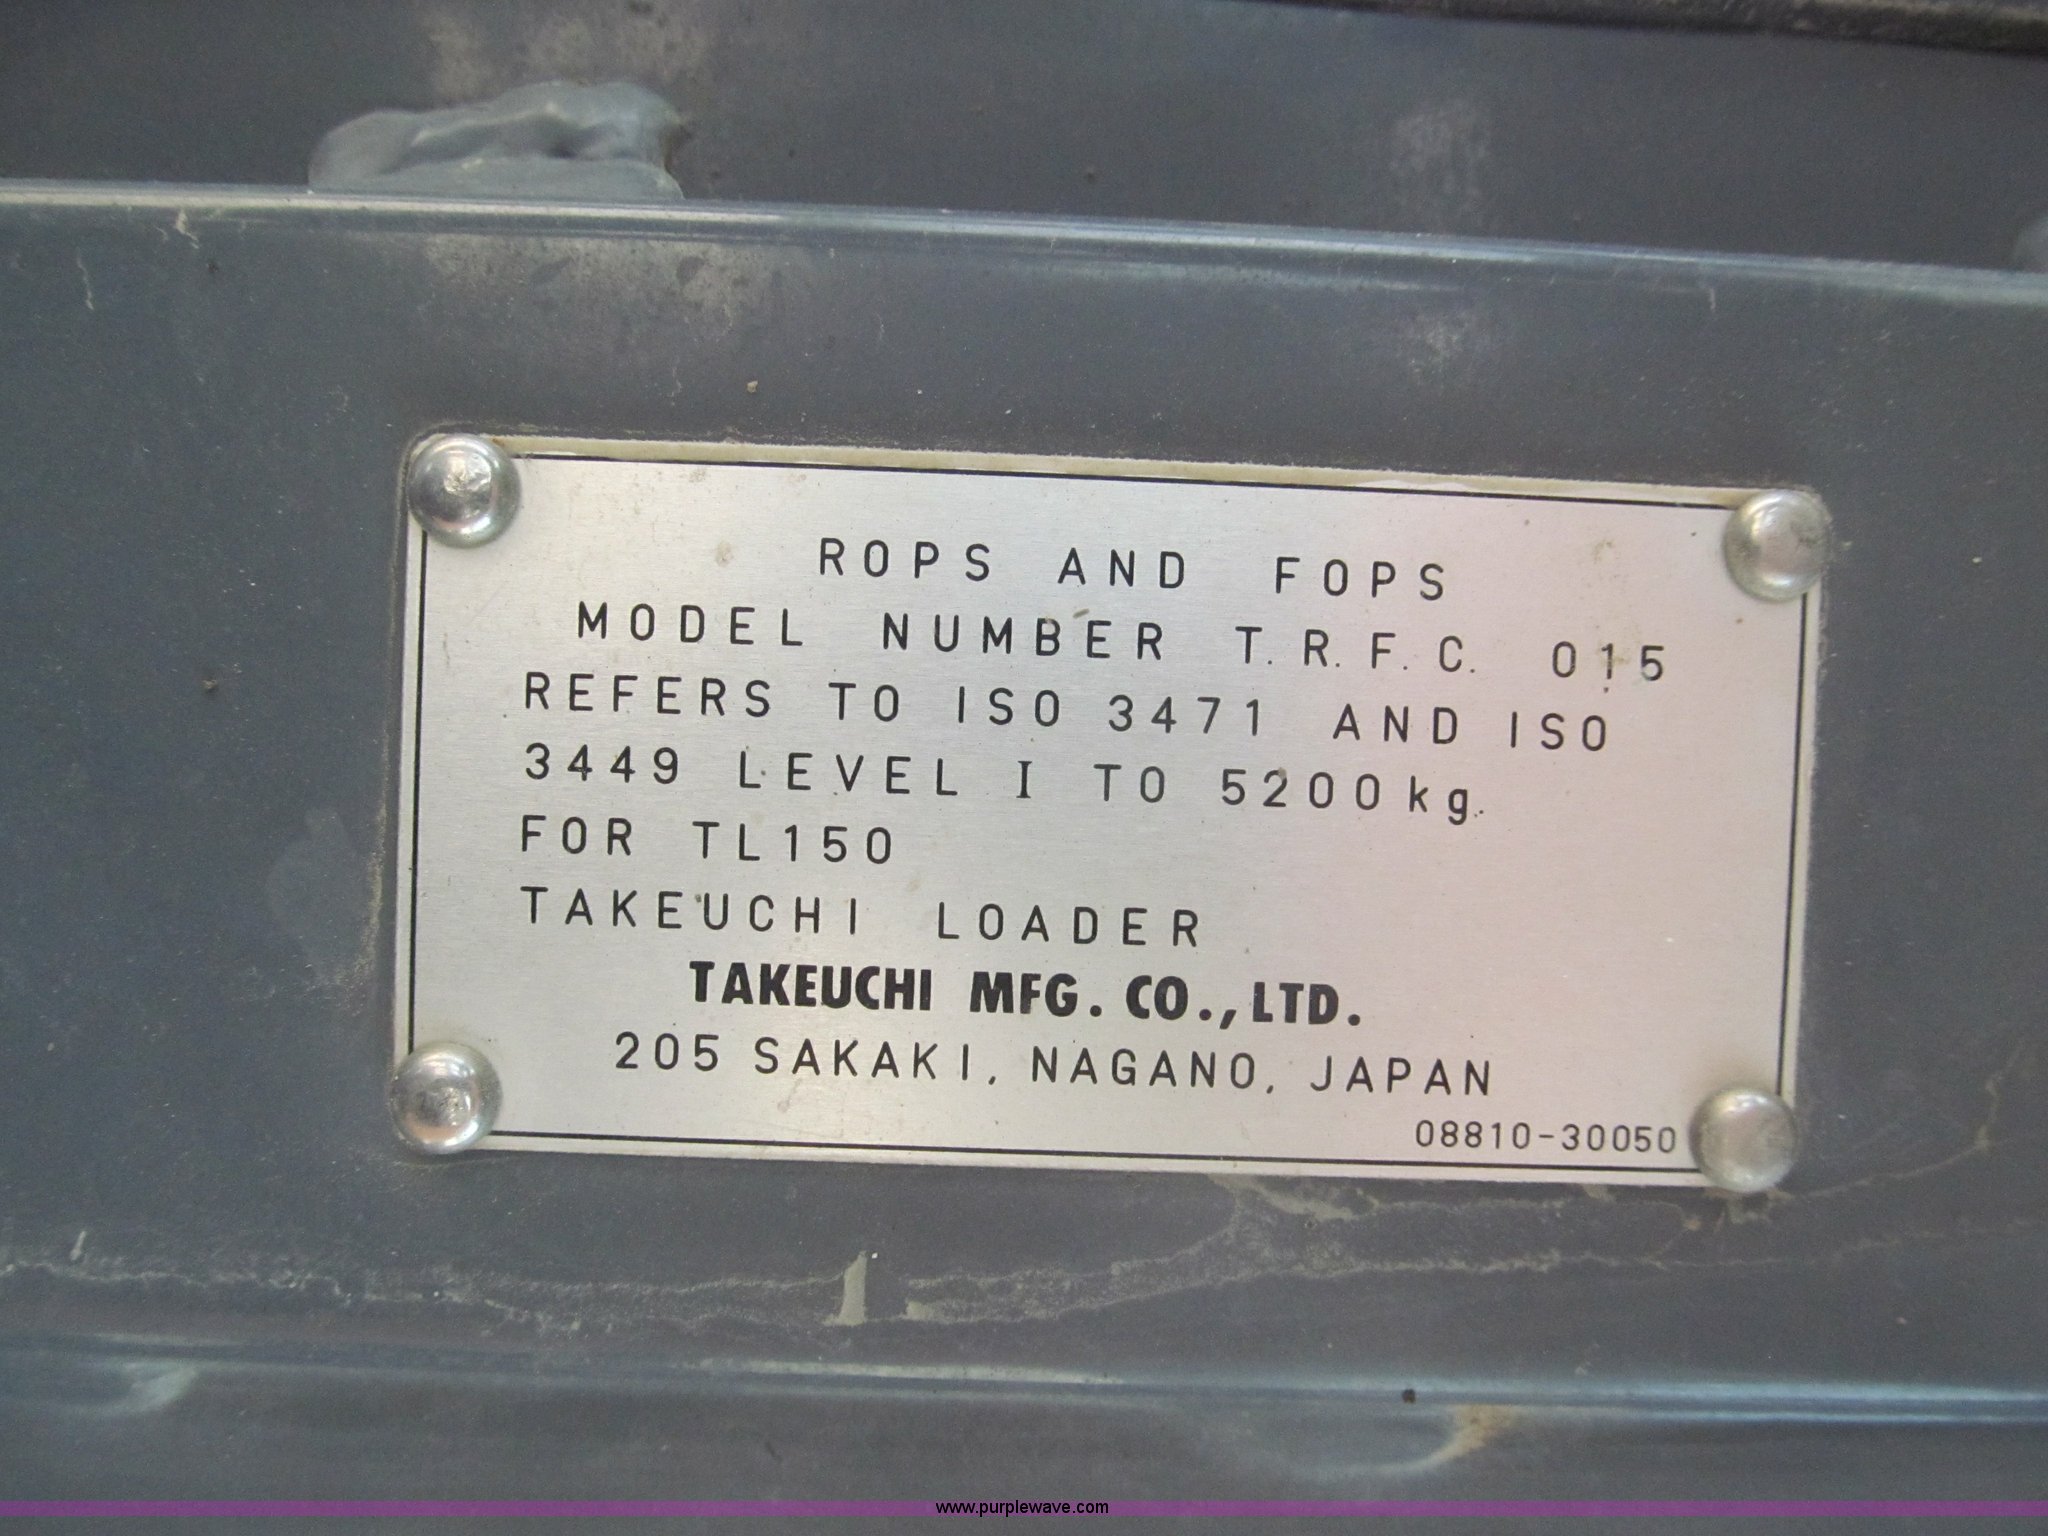 ROPS AND FOPS
MODEL NUMBER T.R.F.C. 015
REFERS TO ISO 3471 AND ISO
3449 LEVEL I TO 5200kg.
FOR TL150
TAKEUCHI LOADER
TAKEUCHI MFG. CO., LTD.
205 SAKAKI, NAGANO, JAPAN
08810-30050
www.purplewave.com